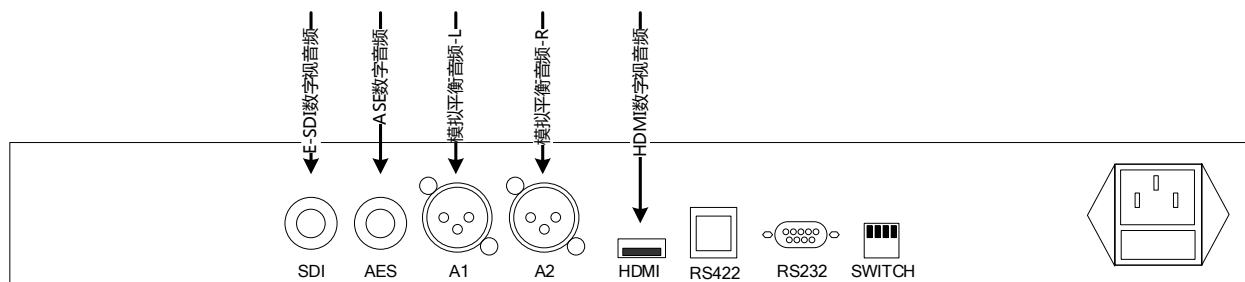 E-SDI数字视音频
ASE数字音频
模拟平衡音频-L
模拟平衡音频-R
HDMI数字视音频
SDI
AES
A1
A2
HDMI
RS422
RS232
SWITCH